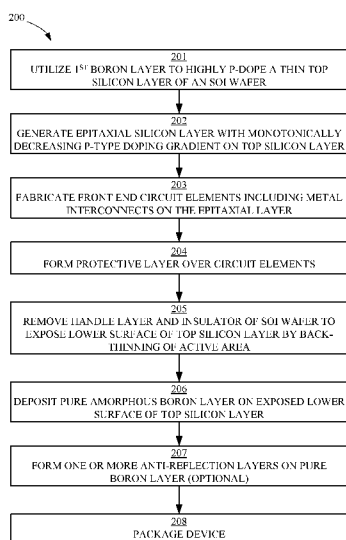 200
201
UTILIZE 1ST BORON LAYER TO HIGHLY P-DOPE A THIN TOP
SILICON LAYER OF AN SOI WAFER
202
GENERATE EPITAXIAL SILICON LAYER WITH MONOTONICALLY
DECREASING P-TYPE DOPING GRADIENT ON TOP SILICON LAYER
203
FABRICATE FRONT END CIRCUIT ELEMENTS INCLUDING METAL
INTERCONNECTS ON THE EPITAXIAL LAYER
204
FORM PROTECTIVE LAYER OVER CIRCUIT ELEMENTS
205
REMOVE HANDLE LAYER AND INSULATOR OF SOI WAFER TO
EXPOSE LOWER SURFACE OF TOP SILICON LAYER BY BACK-
THINNING OF ACTIVE AREA
206
DEPOSIT PURE AMORPHOUS BORON LAYER ON EXPOSED LOWER
SURFACE OF TOP SILICON LAYER
207
FORM ONE OR MORE ANTI-REFLECTION LAYERS ON PURE
BORON LAYER (OPTIONAL)
208
PACKAGE DEVICE